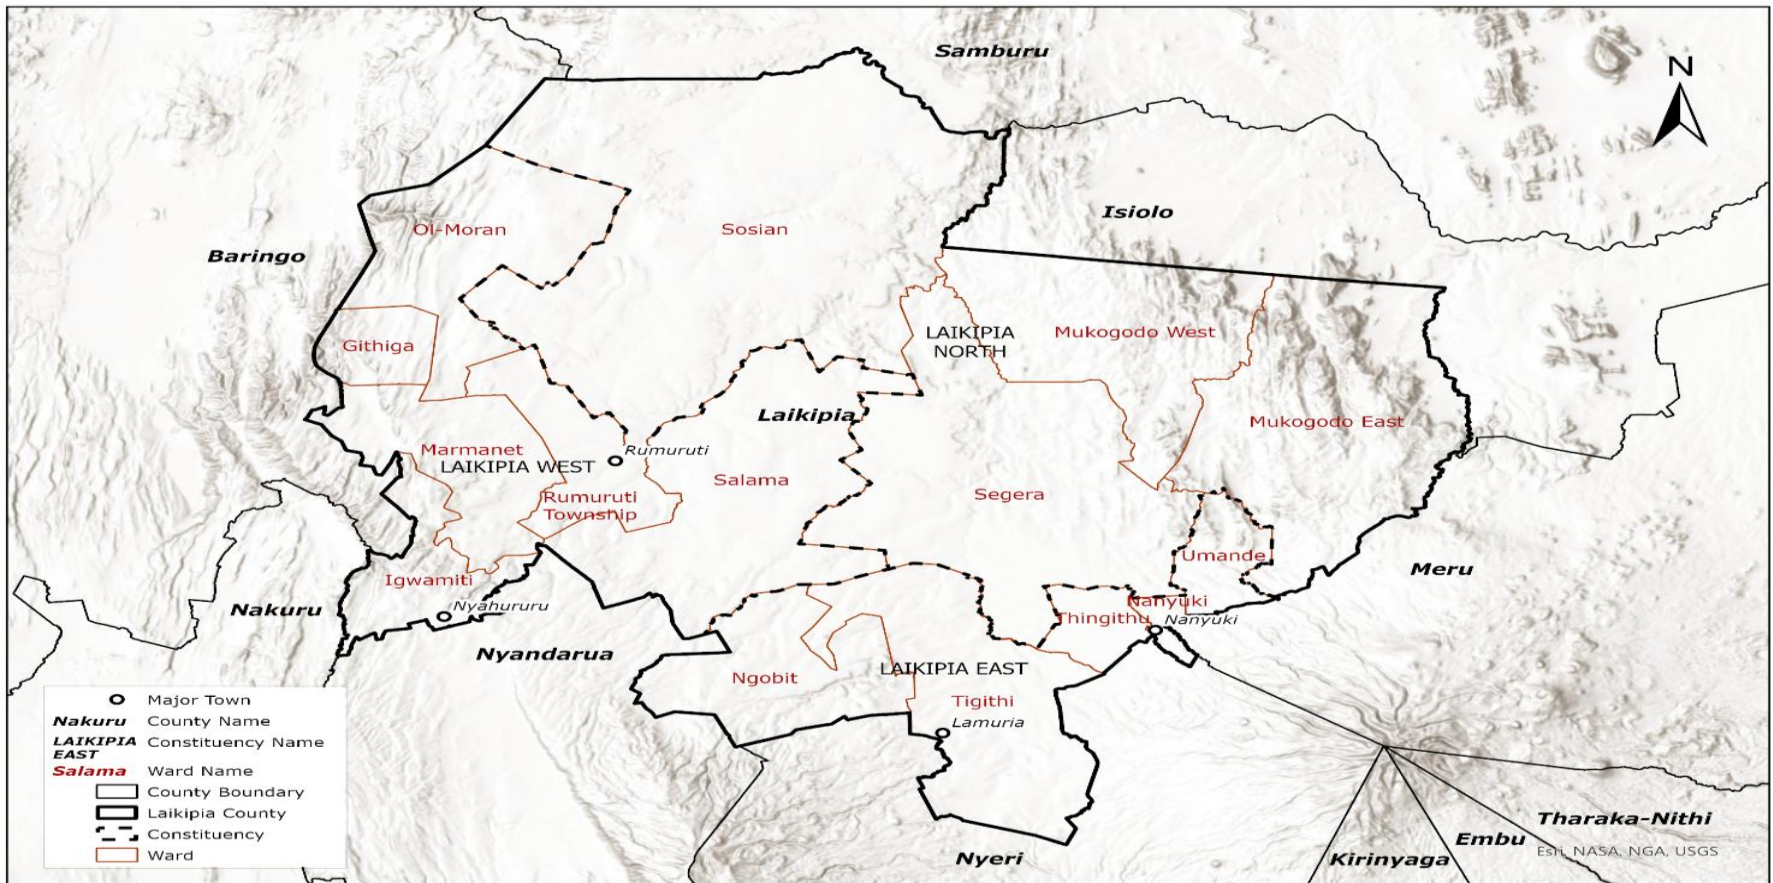 Samburu
N
Isiolo
Baringo
Ol-Moran
Sosian
LAIKIPIA
NORTH
Mukogodo West
Githiga
Laikipia
Mukogodo East
Marmanet
LAIKIPIA WEST
Rumuruti
Rumuruti
Township
Salama
Segera
Umande
Meru
Igwamiti
Nakuru
Nyahururu
Nanyuki
Thingithu
Nanyuki
Nyandarua
Ngobit
LAIKIPIA EAST
Tigithi
Lamuria
Nyeri
Kirinyaga
Embu
Tharaka-Nithi
Esri, NASA, NGA, USGS
Major Town
Nakuru County Name
LAIKIPIA EAST Constituency Name
Salama Ward Name
County Boundary
Laikipia County
Constituency
Ward